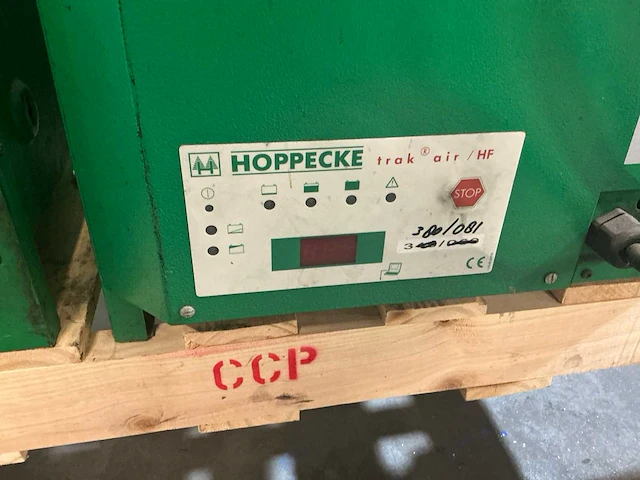 HOPPECKE trak® air / HF
STOP
380/081
CE
CCP